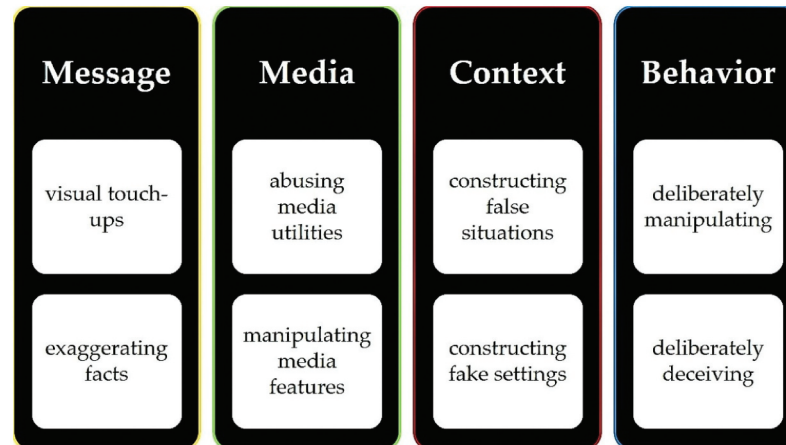 Message
visual touch-
ups
exaggerating
facts
Media
abusing
media
utilities
manipulating
media
features
Context
constructing
false
situations
constructing
fake settings
Behavior
deliberately
manipulating
deliberately
deceiving